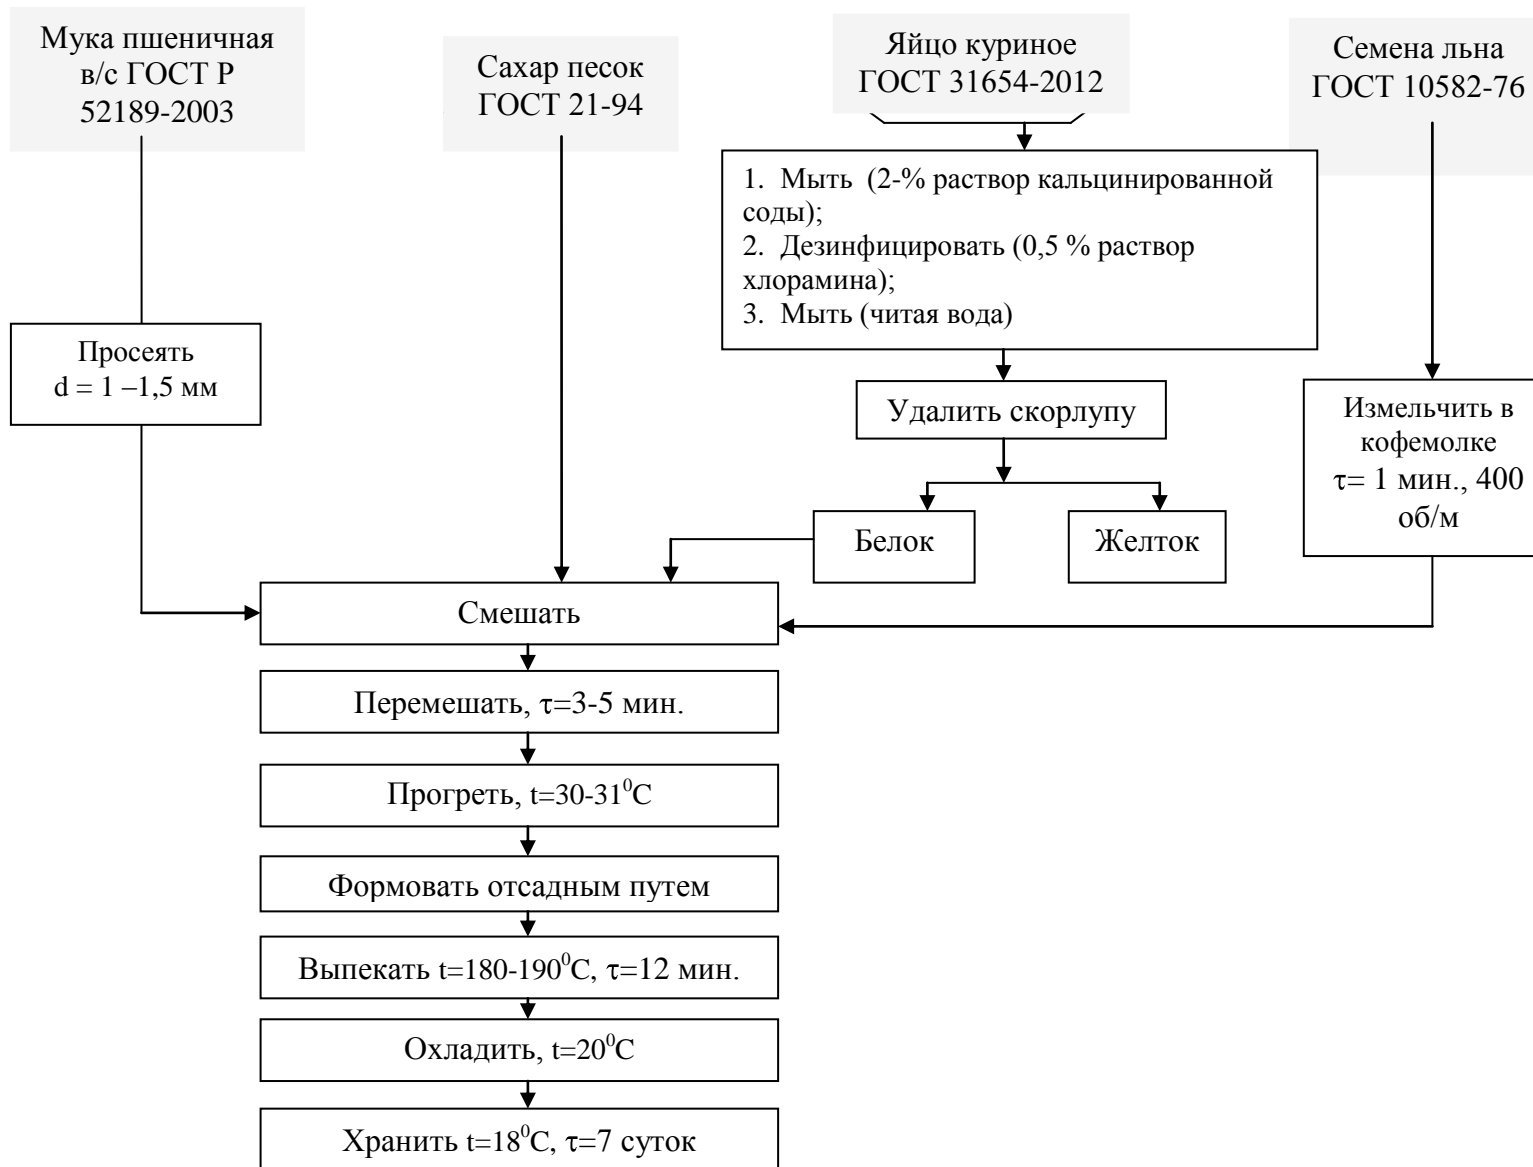 Мука пшеничная
в/с ГОСТ Р
52189-2003
Сахар песок
ГОСТ 21-94
Яйцо куриное
ГОСТ 31654-2012
Семена льна
ГОСТ 10582-76
1. Мыть (2-% раствор кальцинированной
соды);
2. Дезинфицировать (0,5 % раствор
хлорамина);
3. Мыть (читая вода)
Просеять
d = 1 –1,5 мм
Удалить скорлупу
Измельчить в
кофемолке
τ= 1 мин., 400
об/м
Белок
Желток
Смешать
Перемешать, τ=3-5 мин.
Прогреть, t=30-31⁰С
Формовать отсадным путем
Выпекать t=180-190⁰С, τ=12 мин.
Охладить, t=20⁰С
Хранить t=18⁰С, τ=7 суток